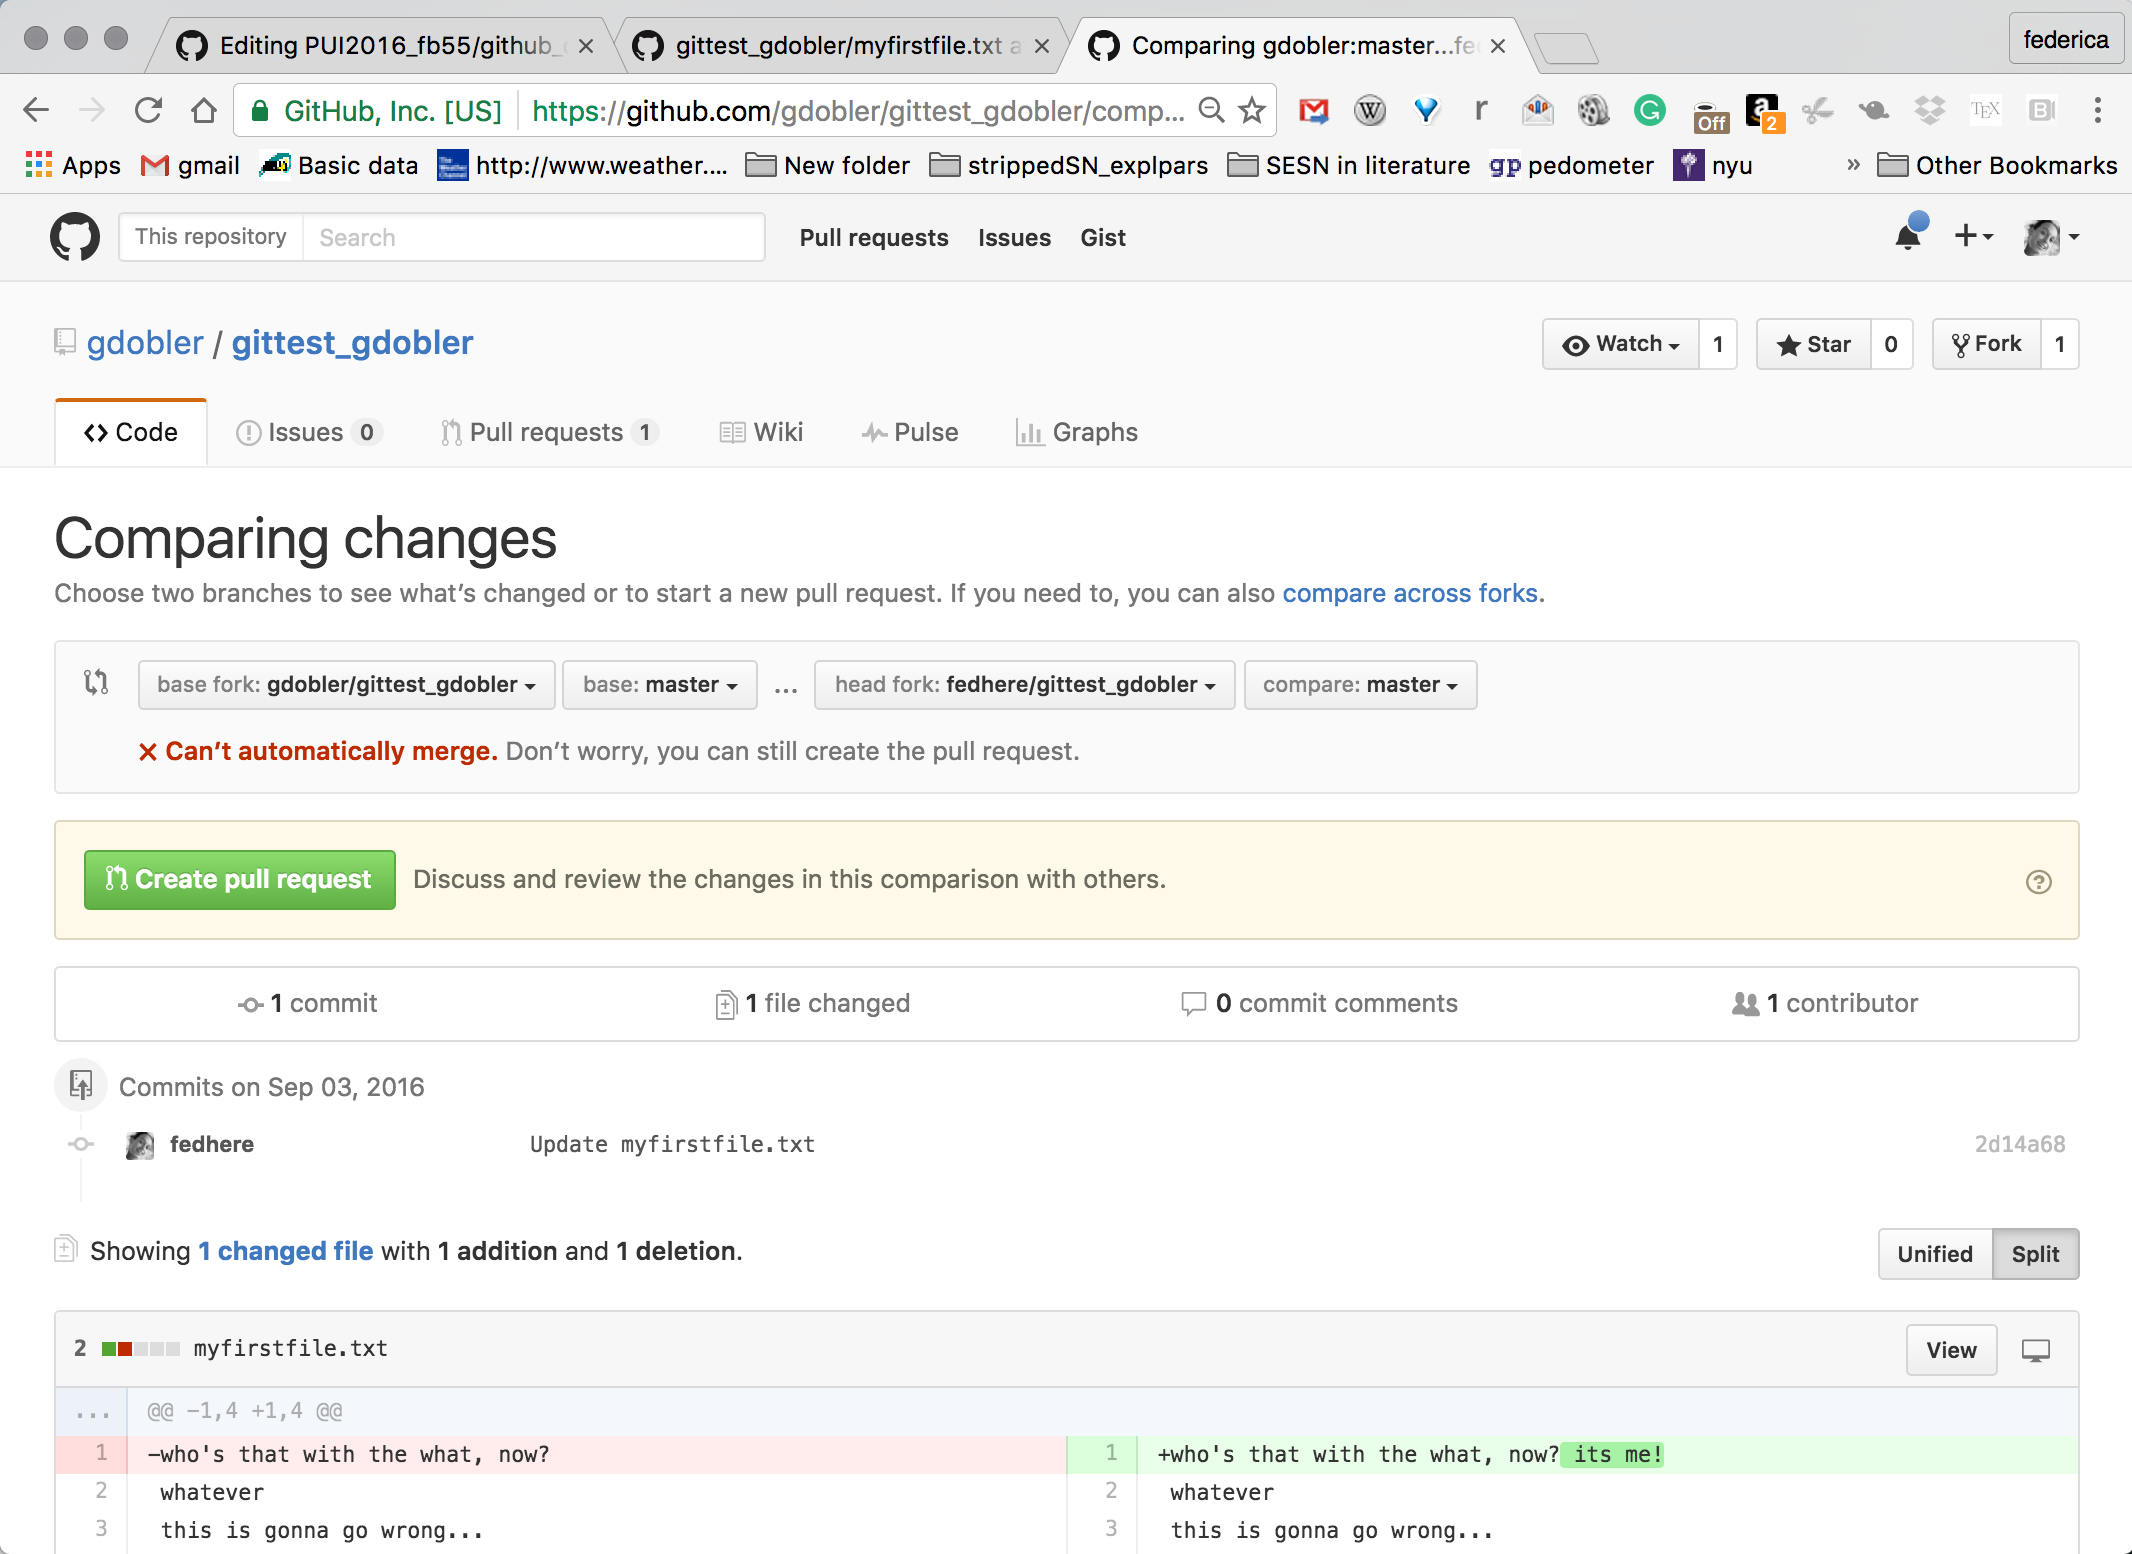 Editing PUI2016_fb55/github_
gittest_gdobler/myfirstfile.txt a
Comparing gdobler:master...fe
federica
GitHub, Inc. [US]
https://github.com/gdobler/gittest_gdobler/comp...
r
Off
a
2
TEX
B
Apps
gmail
Basic data
http://www.weather....
New folder
strippedSN_explpars
SESN in literature
gp pedometer
nyu
»
Other Bookmarks
This repository
Search
Pull requests
Issues
Gist
gdobler / gittest_gdobler
Watch 1
Star 0
Fork 1
Code
Issues 0
Pull requests 1
Wiki
Pulse
Graphs
Comparing changes
Choose two branches to see what’s changed or to start a new pull request. If you need to, you can also compare across forks.
base fork: gdobler/gittest_gdobler
base: master
...
head fork: fedhere/gittest_gdobler
compare: master
Can’t automatically merge. Don’t worry, you can still create the pull request.
Create pull request
Discuss and review the changes in this comparison with others.
1 commit
1 file changed
0 commit comments
1 contributor
Commits on Sep 03, 2016
fedhere
Update myfirstfile.txt
2d14a68
Showing 1 changed file with 1 addition and 1 deletion.
Unified
Split
2 myfirstfile.txt
View
... @@ -1,4 +1,4 @@
1 -who's that with the what, now?
1 +who's that with the what, now? its me!
2 whatever
2 whatever
3 this is gonna go wrong...
3 this is gonna go wrong...